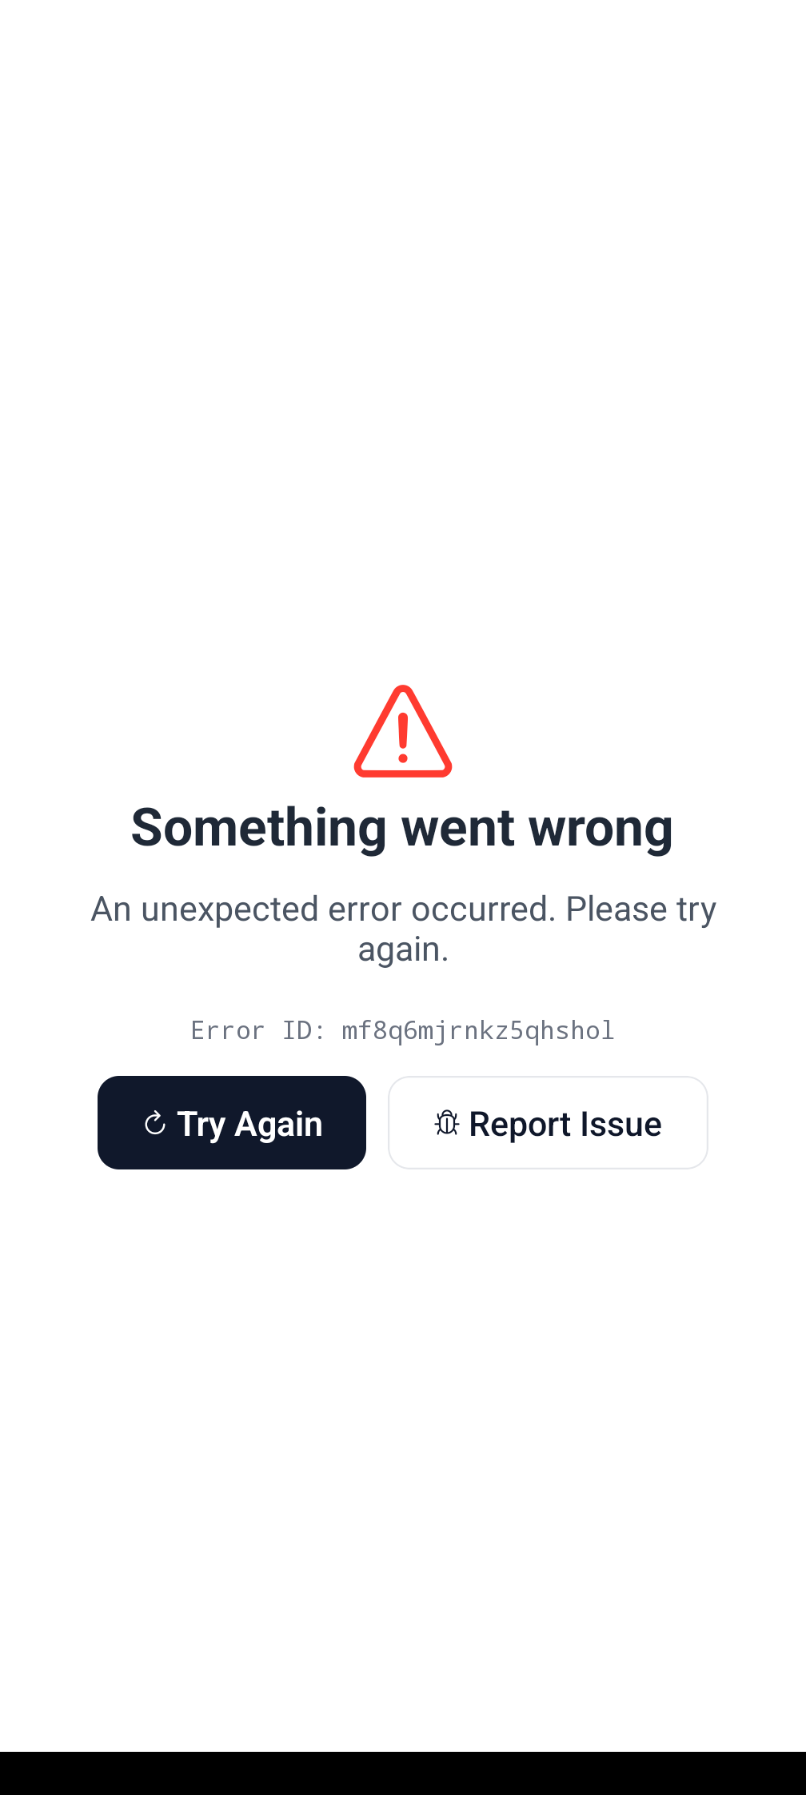 Something went wrong
An unexpected error occurred. Please try
again.
Error ID: mf8q6mjrnkz5qhshol
Try Again
Report Issue